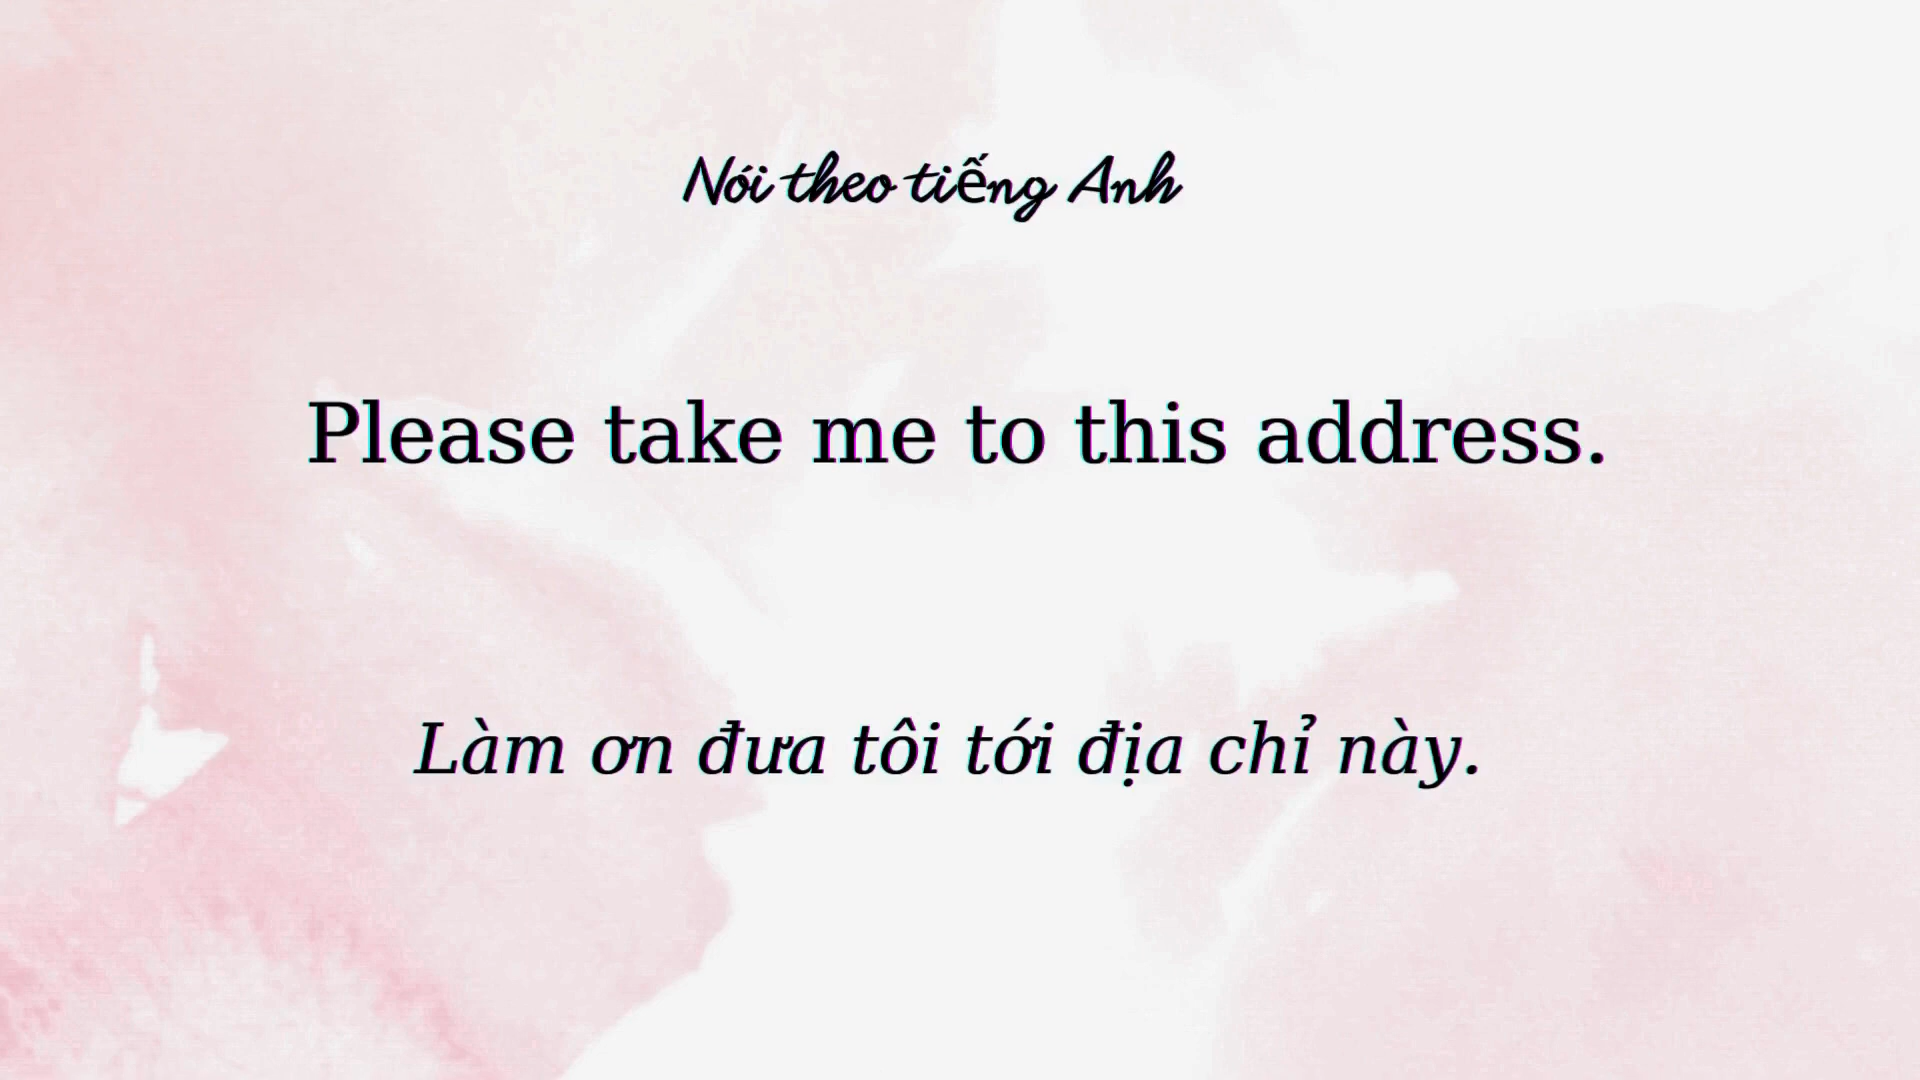 Nói theo tiếng Anh
Please take me to this address.
Làm ơn đưa tôi tới địa chỉ này.